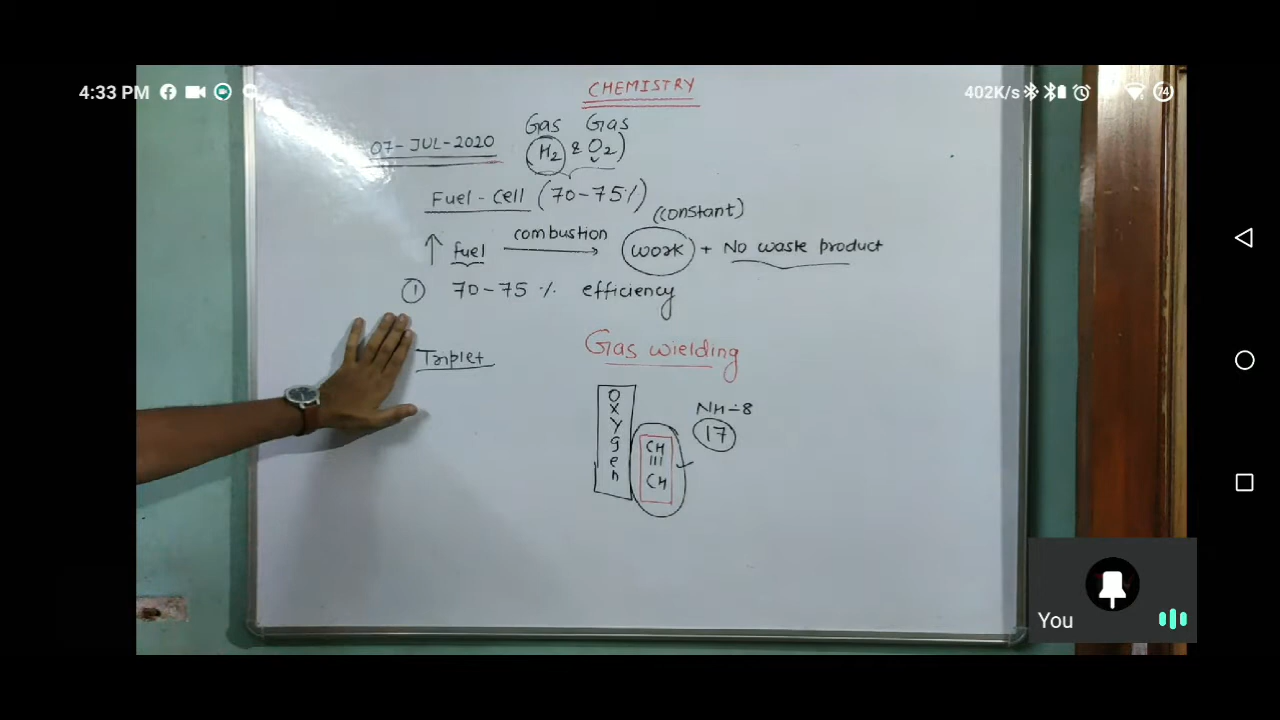 4:33 PM
402K/s
74
CHEMISTRY
Gas Gas
07-JUL-2020
(H2 & O2)
Fuel-Cell (70-75%)
(constant)
fuel combustion work + No waste product
① 70-75 % efficiency
Triplet
Gas wielding
Oxygen
NH-8
17
CH
CH
You